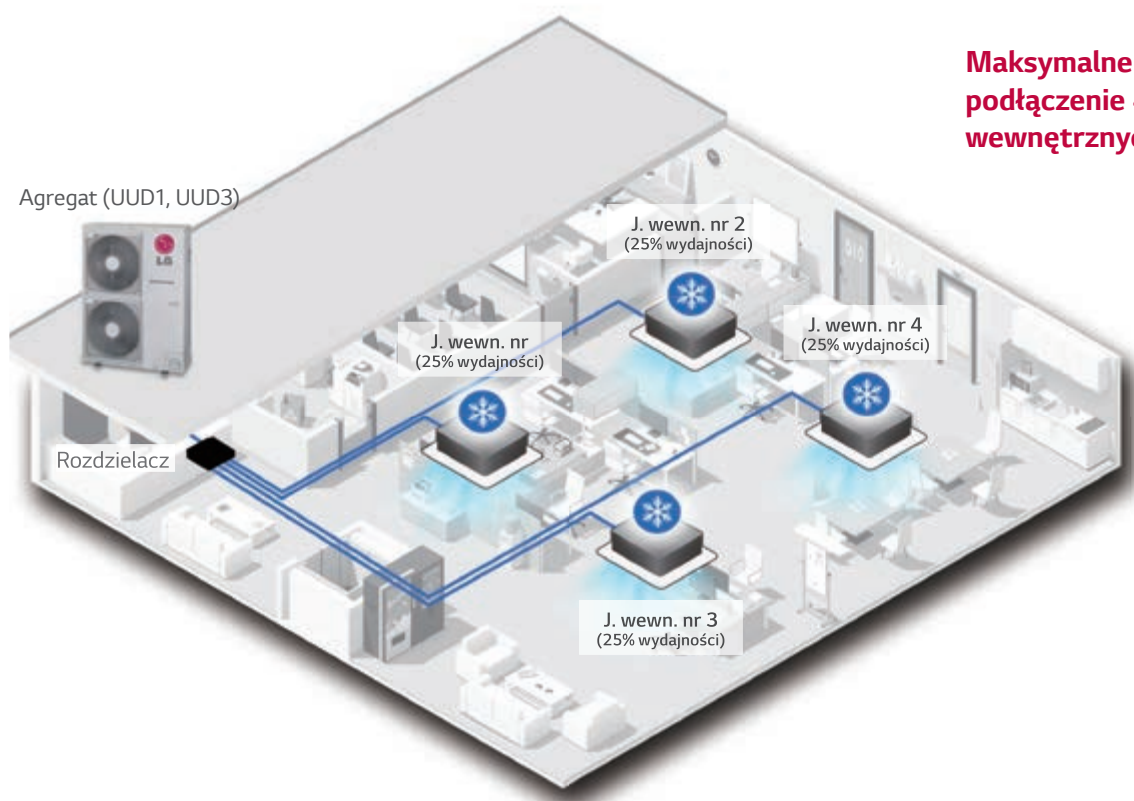 Maksymalne
podłączenie
wewnętrznyc
Agregat (UUD1, UUD3)
LG
J. wewn. nr 2
(25% wydajności)
J. wewn. nr
(25% wydajności)
J. wewn. nr 4
(25% wydajności)
Rozdzielacz
J. wewn. nr 3
(25% wydajności)